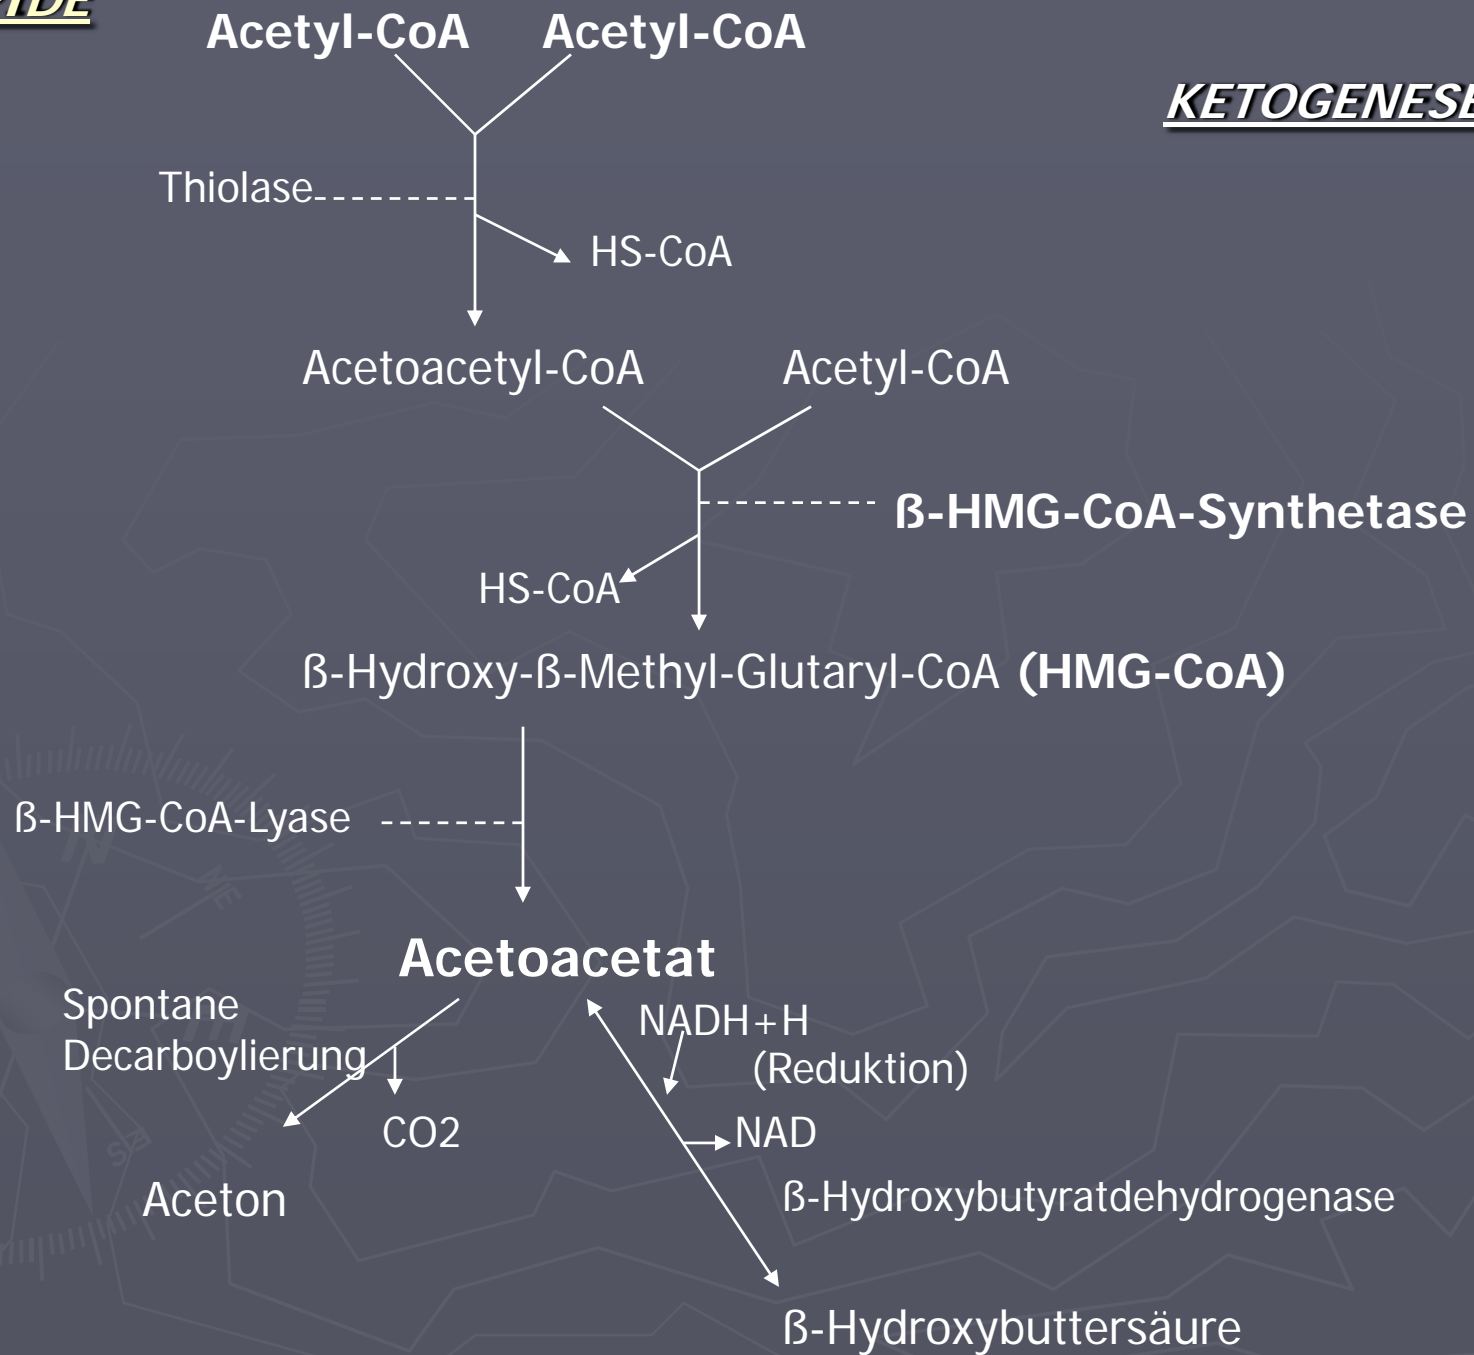 Acetyl-CoA Acetyl-CoA
KETOGENESE
Thiolase
HS-CoA
Acetoacetyl-CoA Acetyl-CoA
ß-HMG-CoA-Synthetase
HS-CoA
ß-Hydroxy-ß-Methyl-Glutaryl-CoA (HMG-CoA)
ß-HMG-CoA-Lyase
Acetoacetat
Spontane
Decarboylierung
NADH+H
(Reduktion)
CO2
NAD
Aceton
ß-Hydroxybutyratdehydrogenase
ß-Hydroxybuttersäure